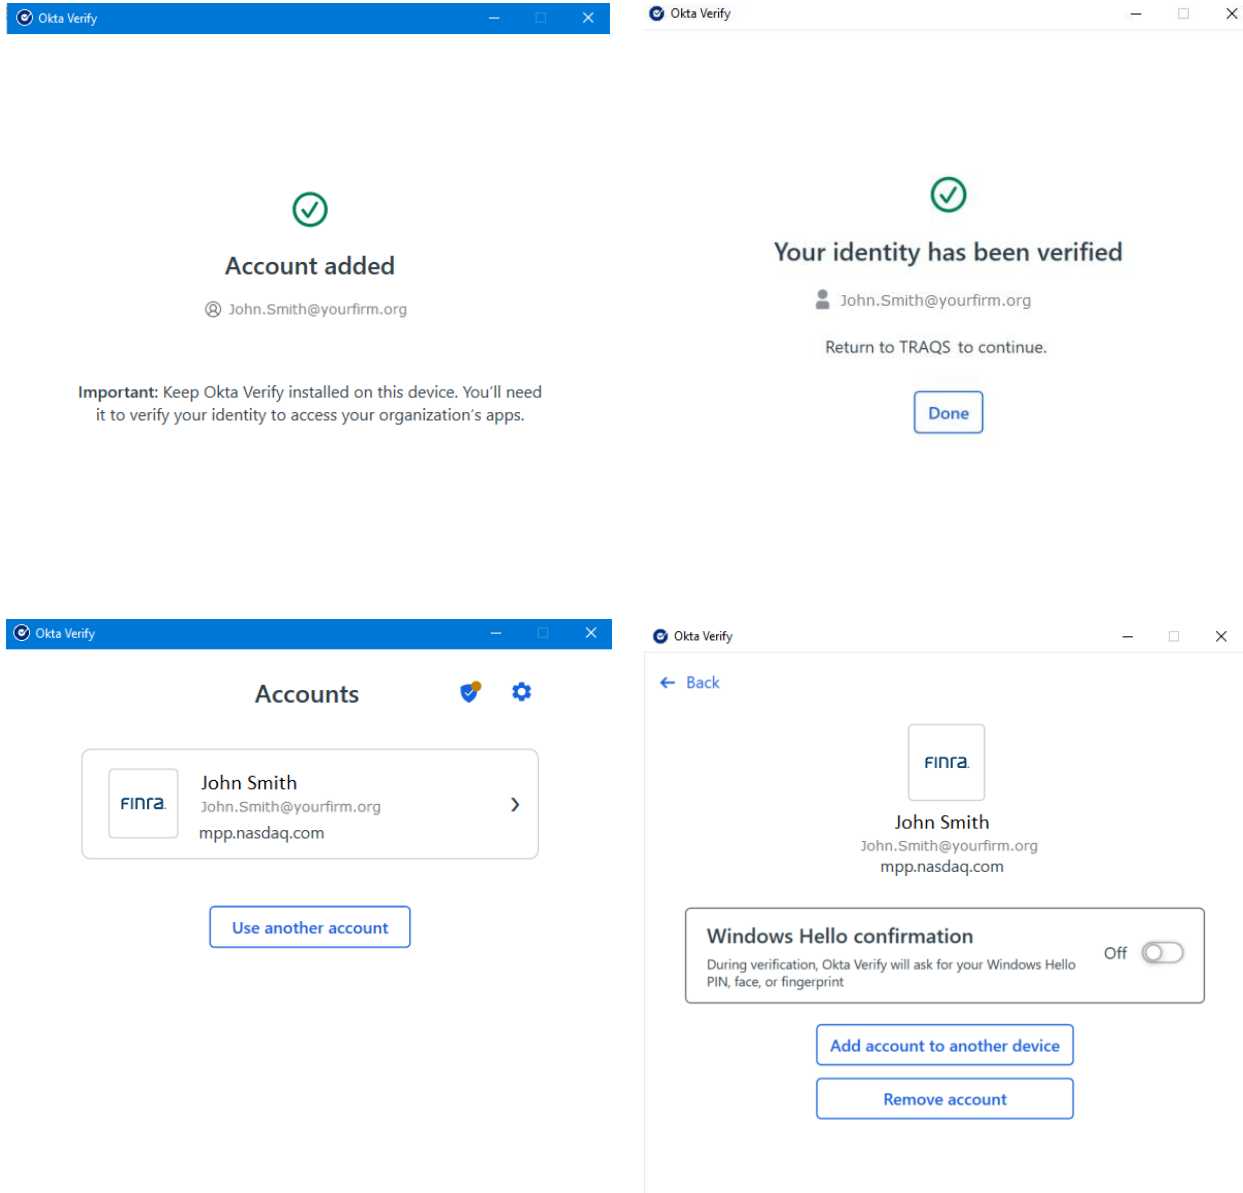 Okta Verify
Account added
John.Smith@yourfirm.org
Important: Keep Okta Verify installed on this device. You'll need
it to verify your identity to access your organization's apps.
Okta Verify
Your identity has been verified
John.Smith@yourfirm.org
Return to TRAQS to continue.
Done
Okta Verify
Accounts
FINra.
John Smith
John.Smith@yourfirm.org
mpp.nasdaq.com
Use another account
Okta Verify
Back
FINra.
John Smith
John.Smith@yourfirm.org
mpp.nasdaq.com
Windows Hello confirmation
During verification, Okta Verify will ask for your Windows Hello
PIN, face, or fingerprint
Off
Add account to another device
Remove account